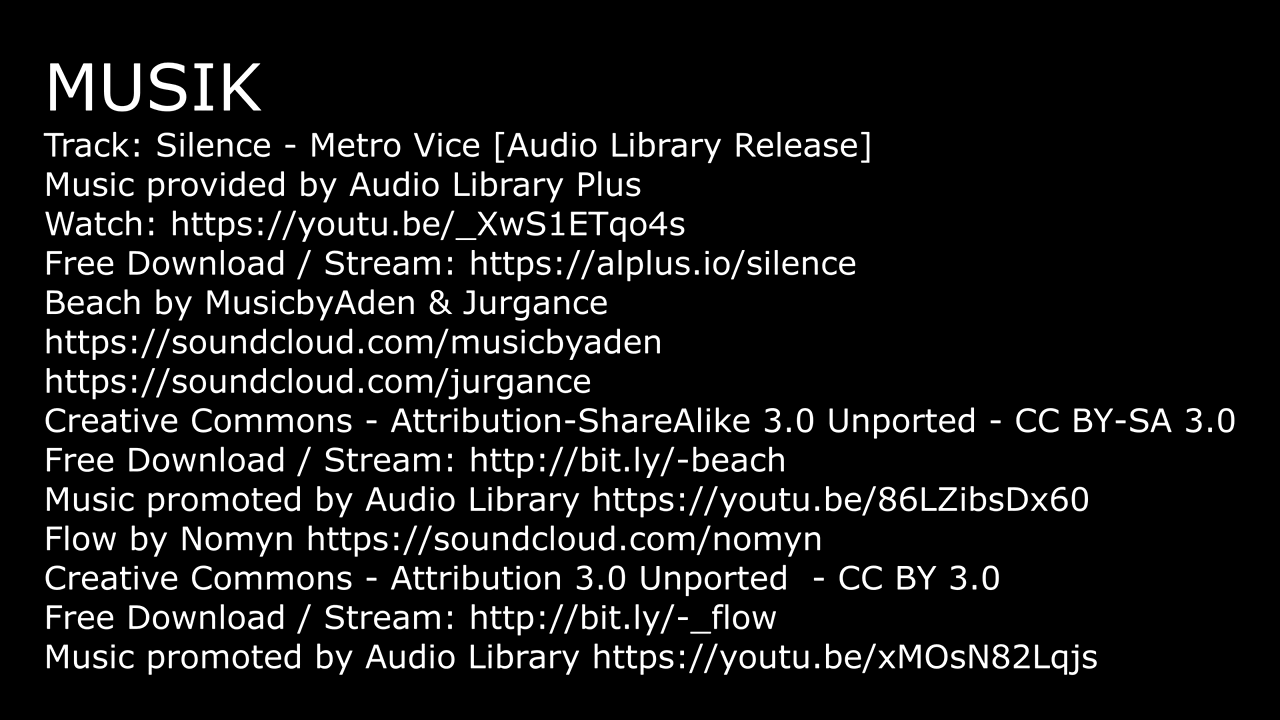 MUSIK
Track: Silence - Metro Vice [Audio Library Release]
Music provided by Audio Library Plus
Watch: https://youtu.be/_XwS1ETqo4s
Free Download / Stream: https://alplus.io/silence
Beach by MusicbyAden & Jurgance
https://soundcloud.com/musicbyaden
https://soundcloud.com/jurgance
Creative Commons - Attribution-ShareAlike 3.0 Unported - CC BY-SA 3.0
Free Download / Stream: http://bit.ly/-beach
Music promoted by Audio Library https://youtu.be/86LZibsDx60
Flow by Nomyn https://soundcloud.com/nomyn
Creative Commons - Attribution 3.0 Unported  - CC BY 3.0
Free Download / Stream: http://bit.ly/-_flow
Music promoted by Audio Library https://youtu.be/xMOsN82Lqjs